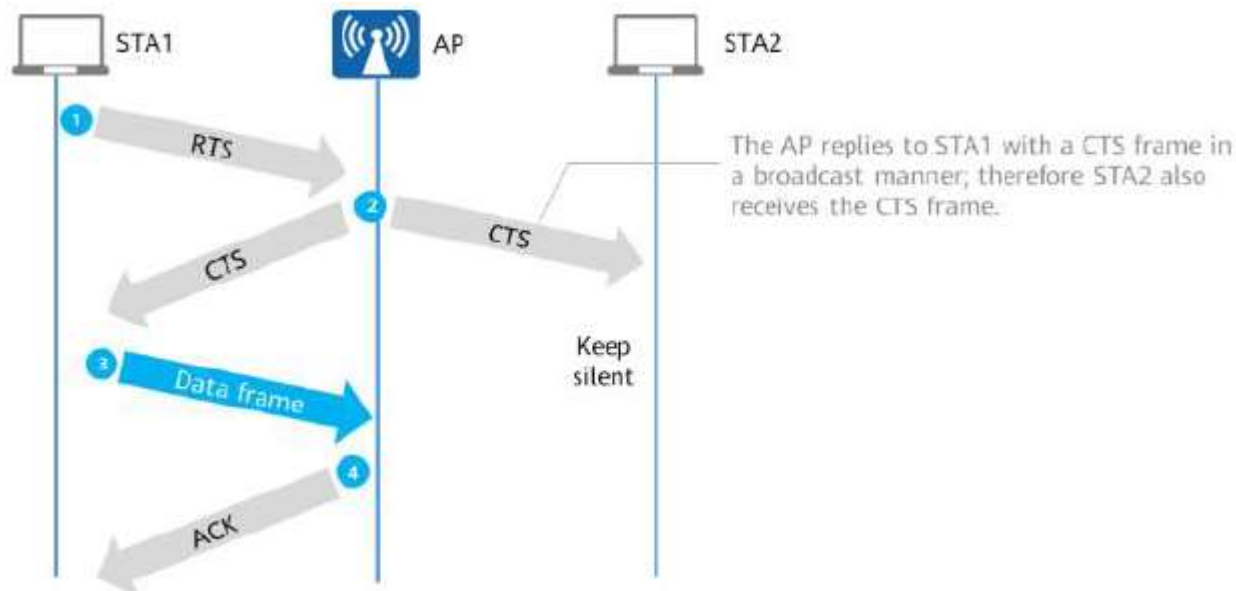 STA1
AP
STA2
1
RTS
The AP replies to STA1 with a CTS frame in
a broadcast manner, therefore STA2 also
receives the CTS frame.
2
CTS
CTS
Keep
silent
3
Data frame
4
ACK